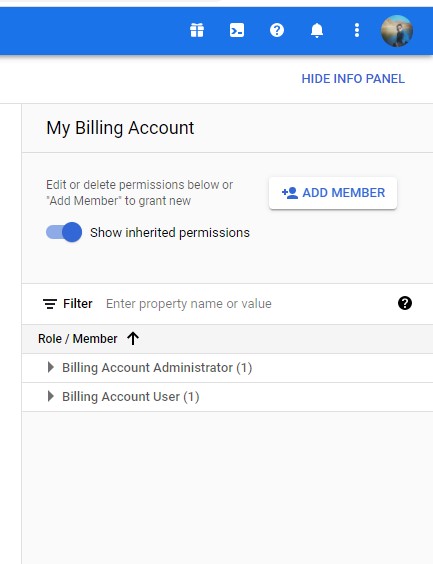 HIDE INFO PANEL
My Billing Account
Edit or delete permissions below or
"Add Member" to grant new
ADD MEMBER
Show inherited permissions
Filter Enter property name or value
Role / Member
Billing Account Administrator (1)
Billing Account User (1)